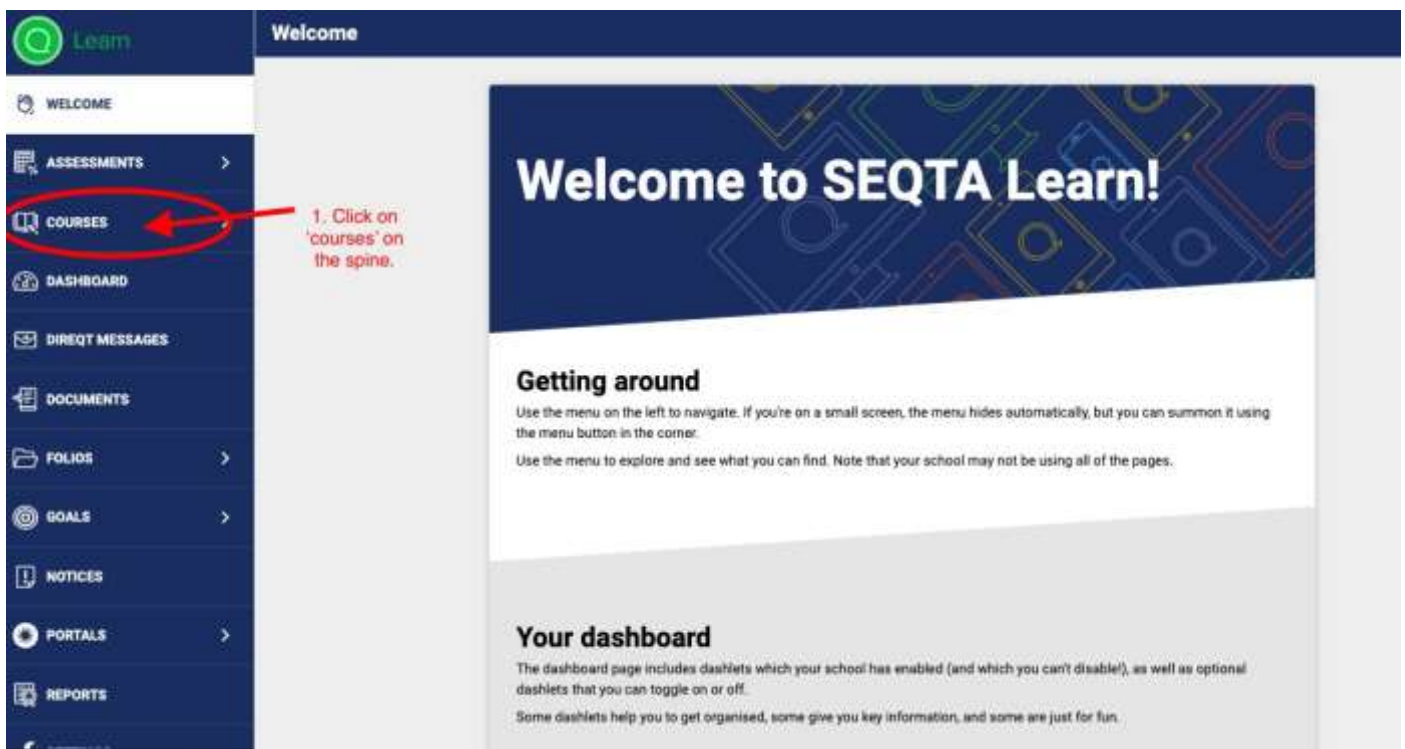 Learn
Welcome
WELCOME
ASSESSMENTS
COURSES
DASHBOARD
DIREQT MESSAGES
DOCUMENTS
FOLIOS
GOALS
NOTICES
PORTALS
REPORTS
1. Click on
'courses' on
the spine.
Welcome to SEQTA Learn!
Getting around
Use the menu on the left to navigate. If you're on a small screen, the menu hides automatically, but you can summon it using
the menu button in the corner.
Use the menu to explore and see what you can find. Note that your school may not be using all of the pages.
Your dashboard
The dashboard page includes dashlets which your school has enabled (and which you can't disable!), as well as optional
dashlets that you can toggle on or off.
Some dashlets help you to get organised, some give you key information, and some are just for fun.